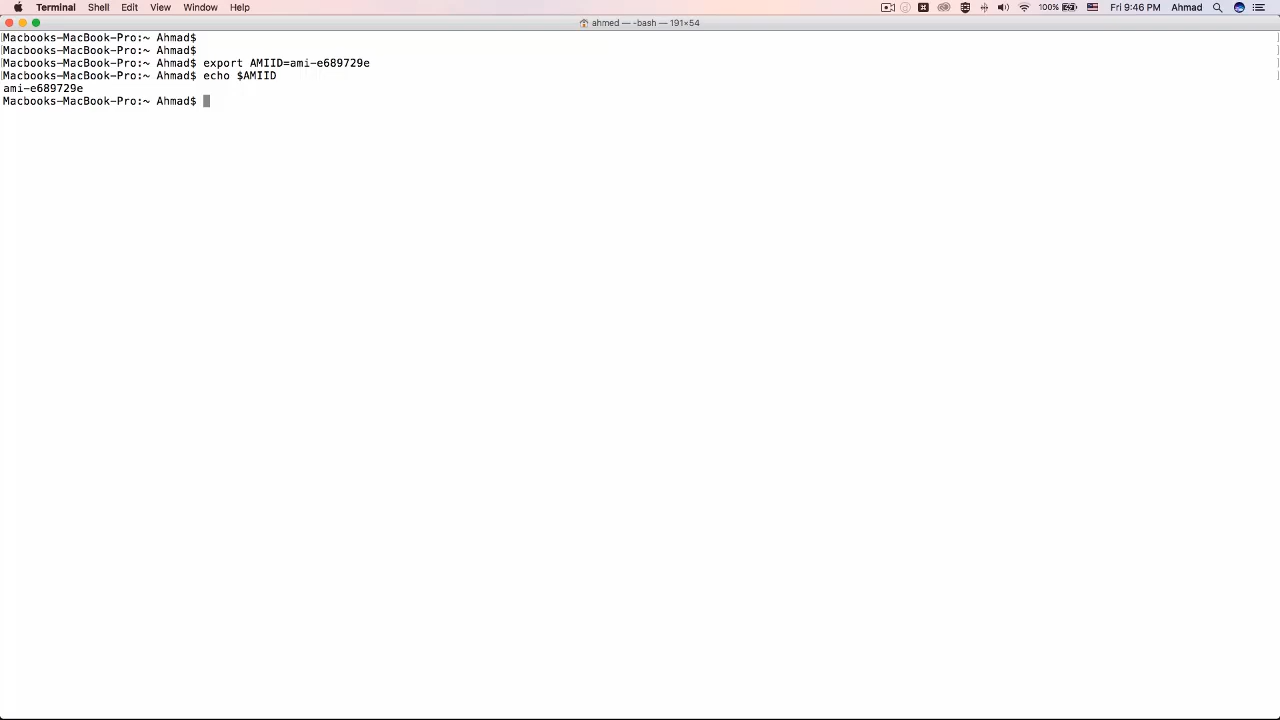 Terminal Shell Edit View Window Help 100% Fri 9:46 PM Ahmad
ahmed — -bash — 191×54
Macbooks-MacBook-Pro:~ Ahmad$
Macbooks-MacBook-Pro:~ Ahmad$
Macbooks-MacBook-Pro:~ Ahmad$ export AMIID=ami-e689729e
Macbooks-MacBook-Pro:~ Ahmad$ echo $AMIID
ami-e689729e
Macbooks-MacBook-Pro:~ Ahmad$